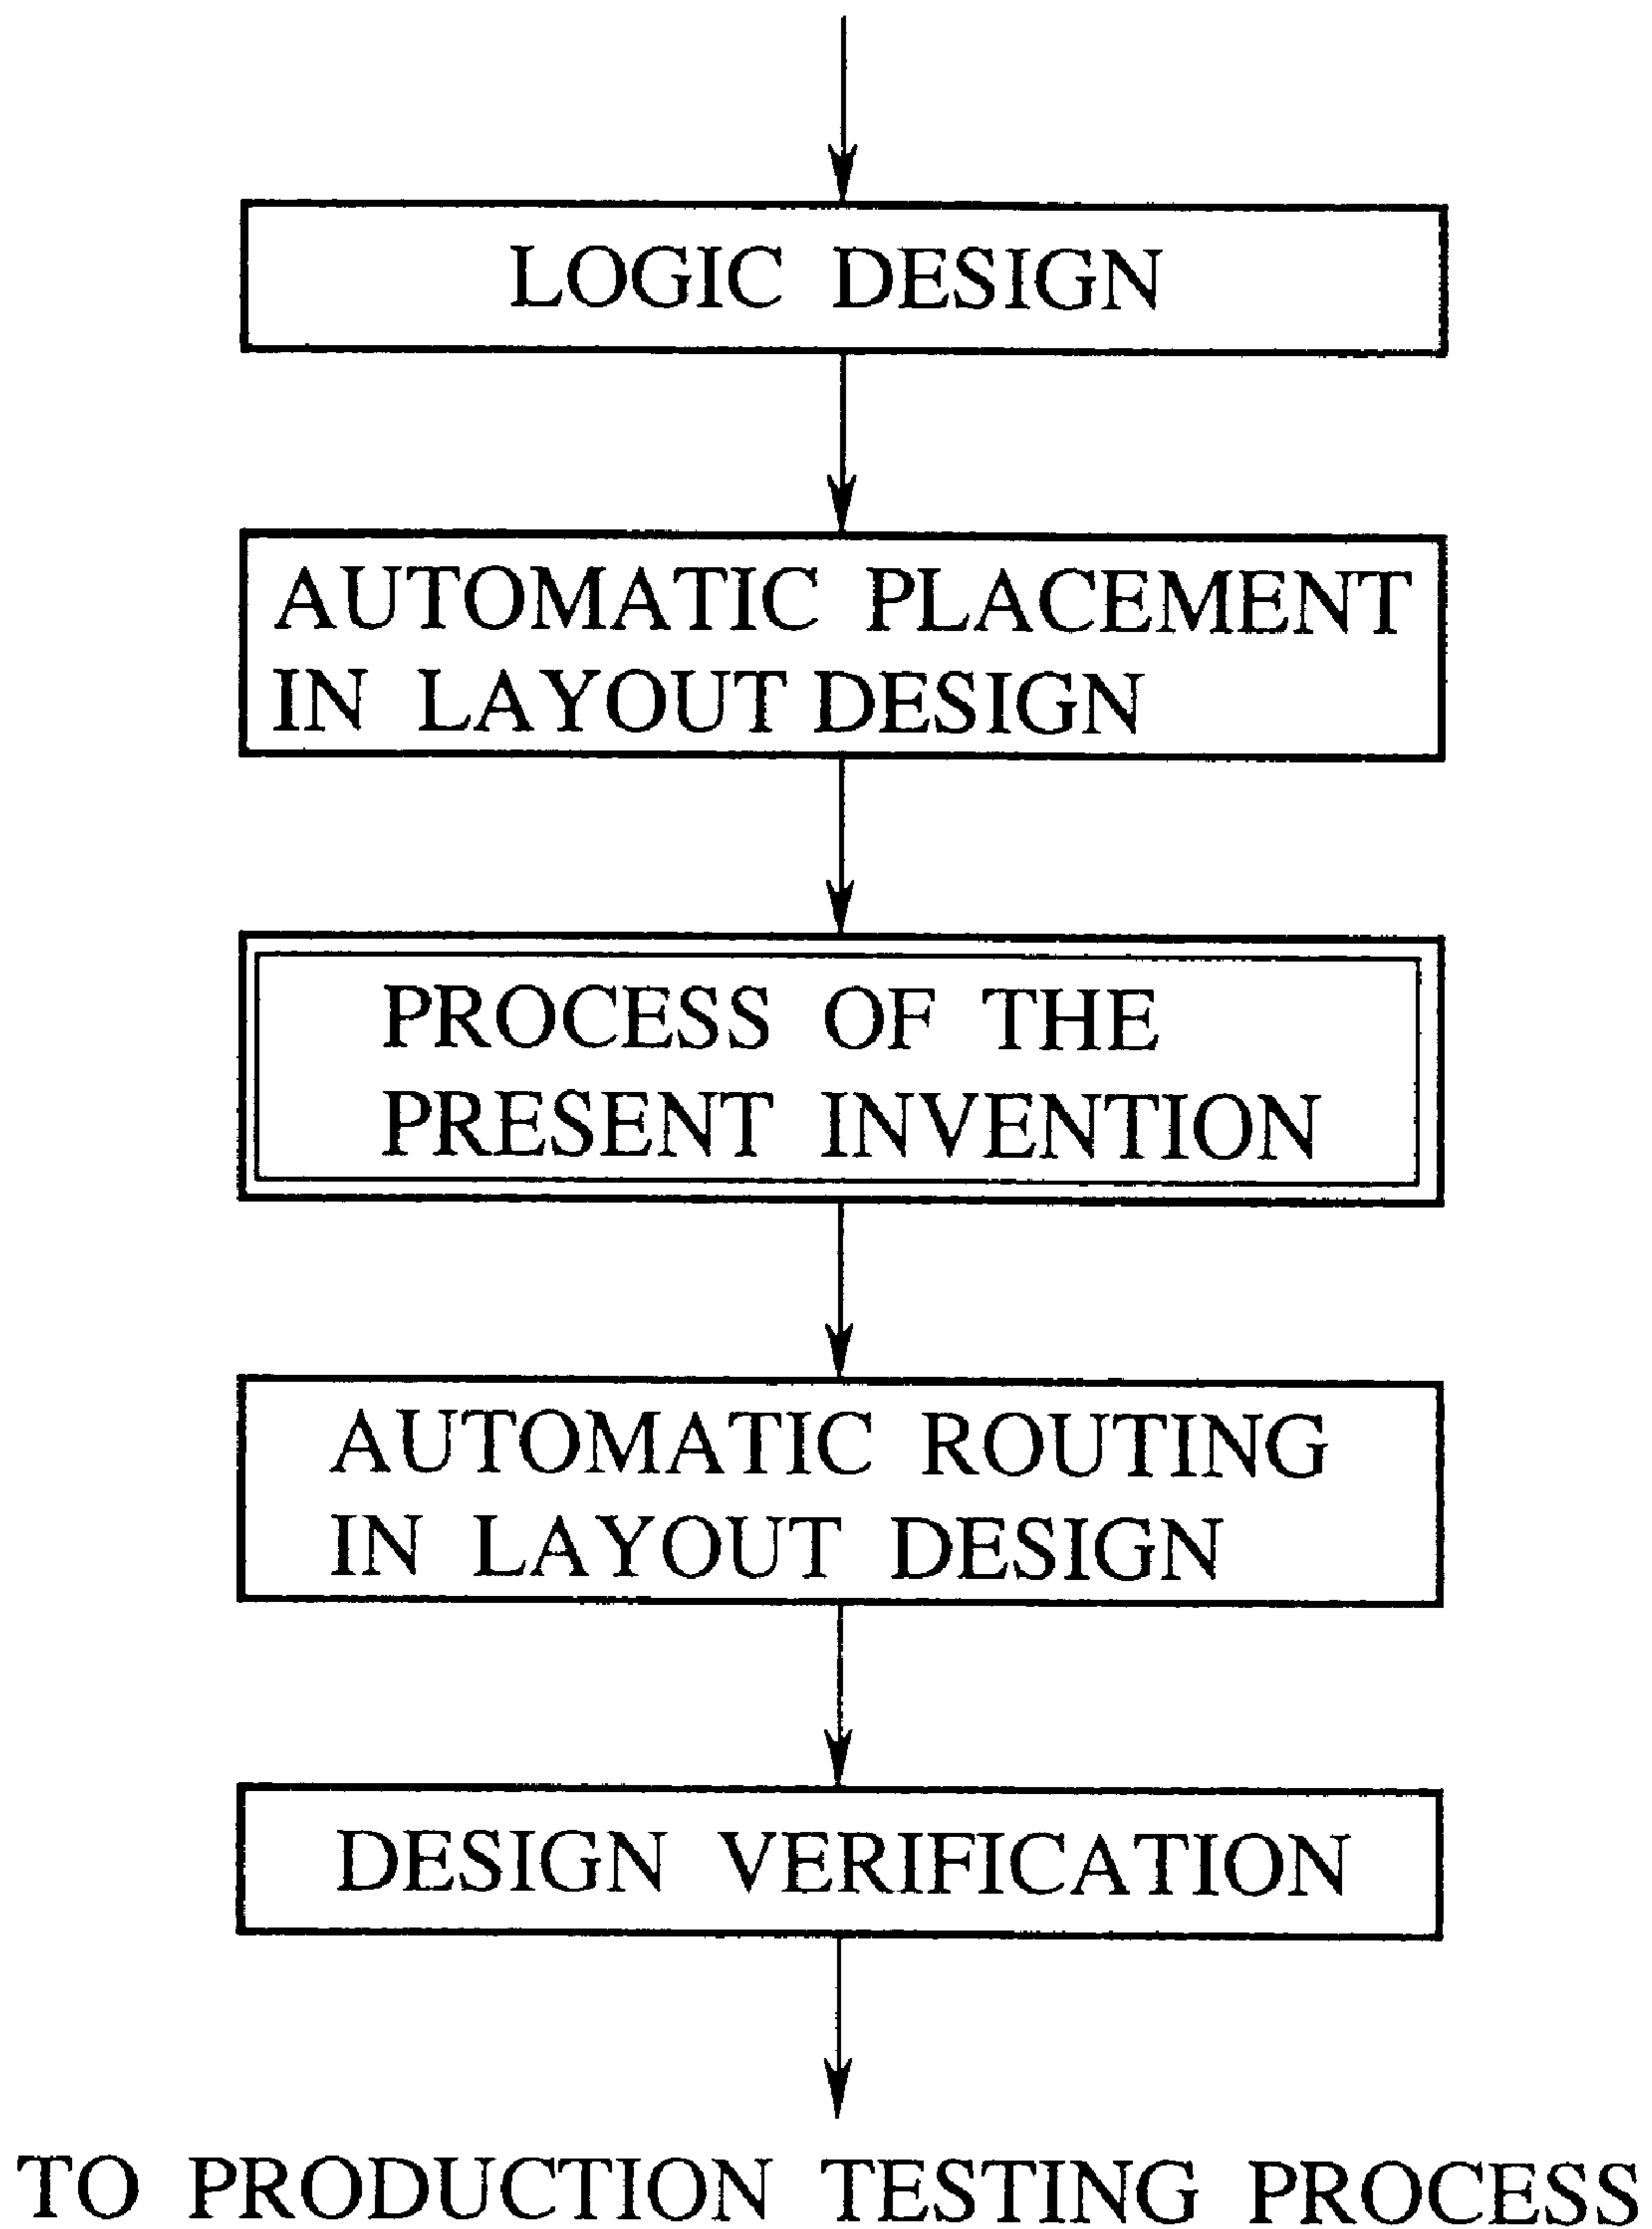 LOGIC DESIGN
AUTOMATIC PLACEMENT
IN LAYOUT DESIGN
PROCESS OF THE
PRESENT INVENTION
AUTOMATIC ROUTING
IN LAYOUT DESIGN
DESIGN VERIFICATION
TO PRODUCTION TESTING PROCESS